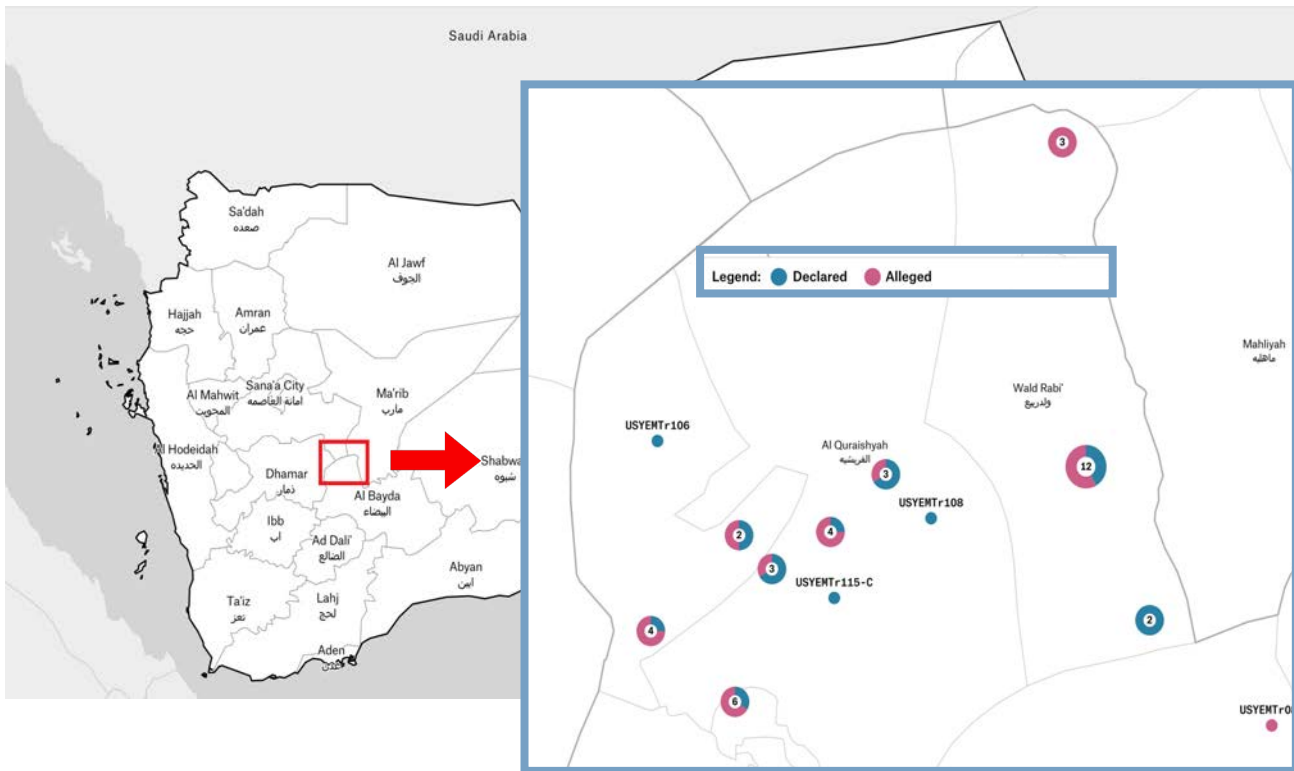 Saudi Arabia
Sa'dah
صعده
Al Jawf
الجوف
Hajjah
حجه
Amran
عمران
Al Mahwit
المحويت
Sana'a City
امانة العاصمه
Ma'rib
مارب
Al Hodeidah
الحديده
Dhamar
ذمار
Shabwa
شبوه
Al Bayda
البيضاء
Ibb
اب
Ad Dali'
الضالع
Abyan
ابين
Ta'iz
تعز
Lahj
لحج
Aden
عدن
3
Legend: Declared Alleged
Mahliyah
ماهليه
Wald Rabi'
ولدربيع
USYEMTr106
Al Quraishyah
القريشيه
3
12
USYEMTr108
2
4
3
USYEMTr115-C
4
2
6
USYEMTr0